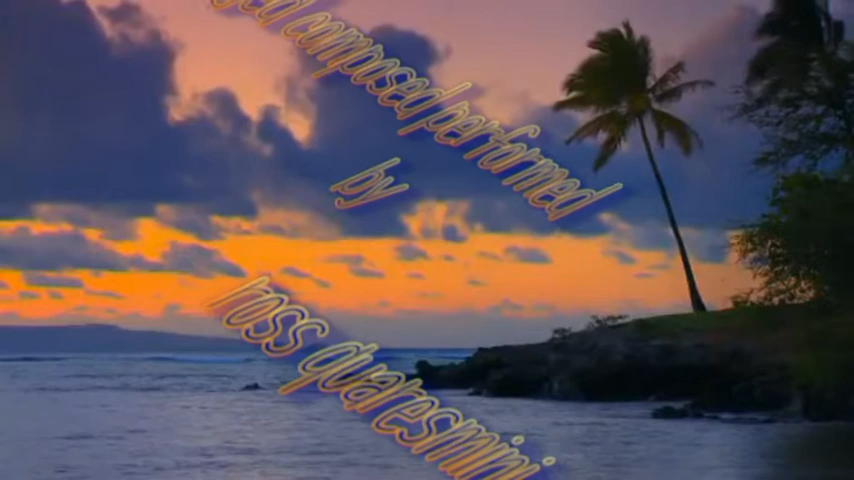 composed performed
by
ross quaresmini